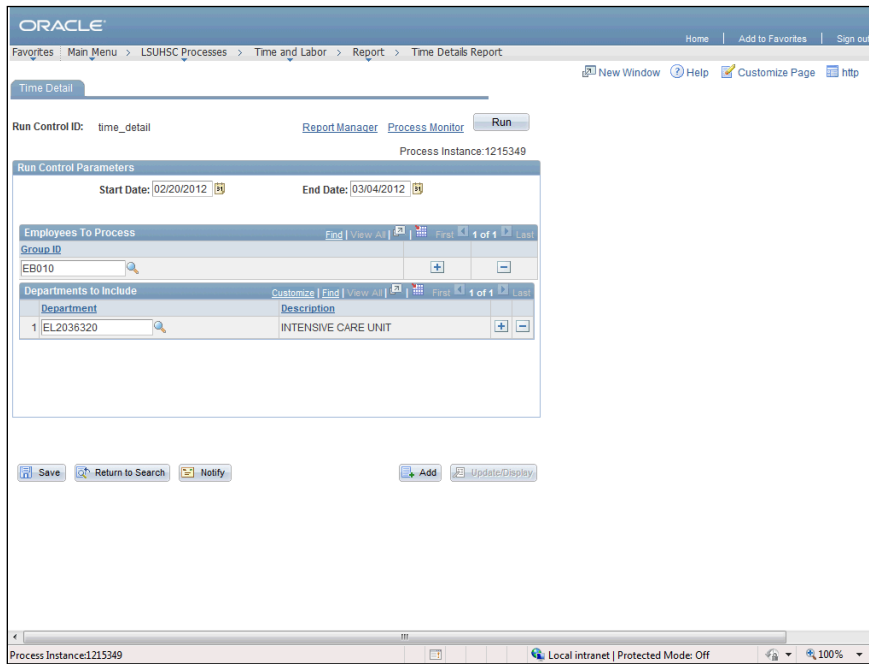 ORACLE
Home | Add to Favorites | Sign out
Favorites Main Menu > LSUHSC Processes > Time and Labor > Report > Time Details Report
New Window Help Customize Page http
Time Detail
Run Control ID: time_detail Report Manager Process Monitor Run
Process Instance:1215349
Run Control Parameters
Start Date: 02/20/2012 31 End Date: 03/04/2012 31
Employees To Process Find | View All | | First 1 of 1 Last
Group ID
EB010
Departments to Include Customize | Find | View All | | First 1 of 1 Last
Department Description
1 EL2036320 INTENSIVE CARE UNIT
Save Return to Search Notify Add Update/Display
Process Instance:1215349 Local intranet | Protected Mode: Off 100%